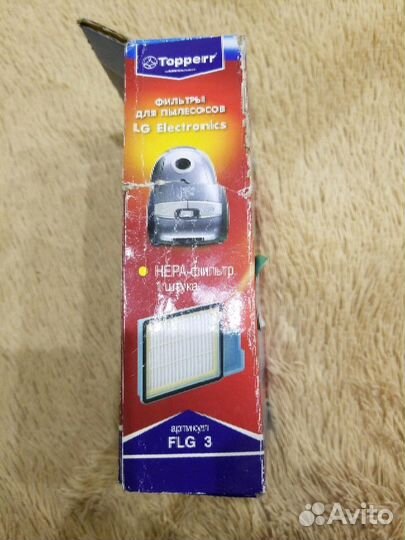 Topperr
ФИЛЬТРЫ
ДЛЯ ПЫЛЕСОСОВ
LG Electronics
HEPA-фильтр
1 штука
артикул
FLG 3
Avito